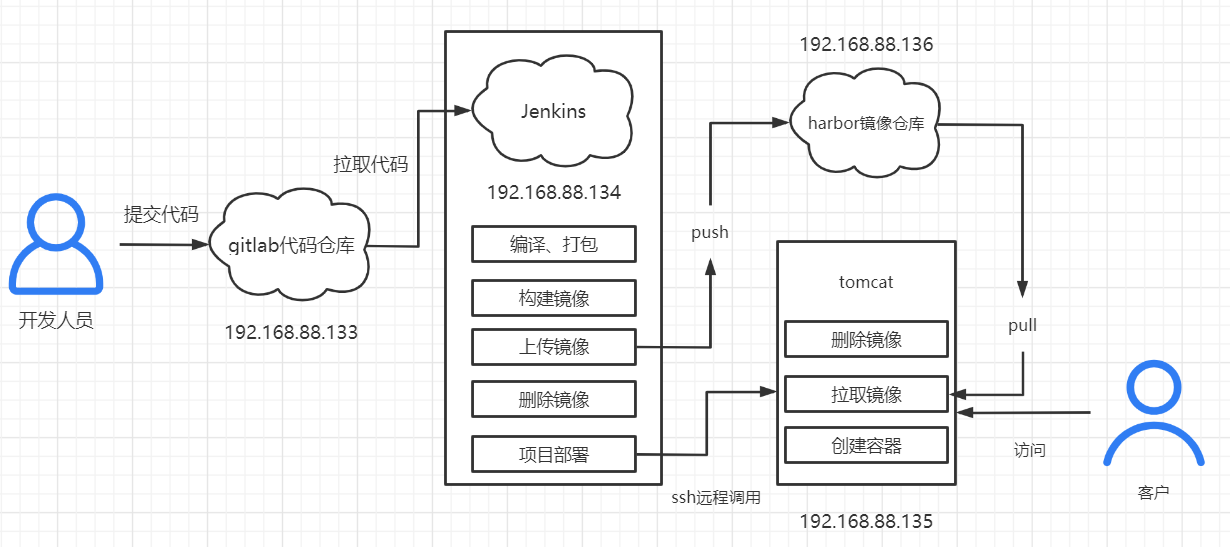 提交代码
开发人员
gitlab代码仓库
192.168.88.133
拉取代码
Jenkins
192.168.88.134
编译、打包
构建镜像
上传镜像
删除镜像
项目部署
push
ssh远程调用
192.168.88.136
harbor镜像仓库
pull
tomcat
删除镜像
拉取镜像
创建容器
192.168.88.135
访问
客户